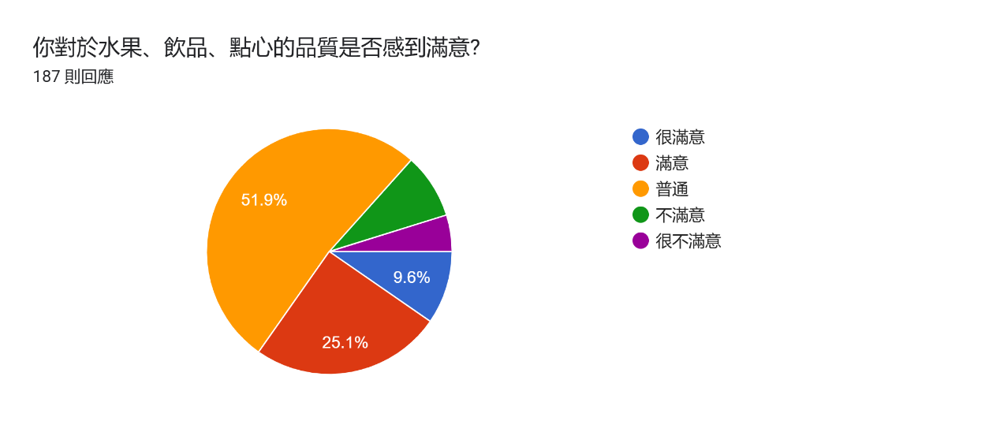 你對於水果、飲品、點心的品質是否感到滿意?
187 則回應
很滿意
滿意
普通
不滿意
很不滿意
51.9%
9.6%
25.1%